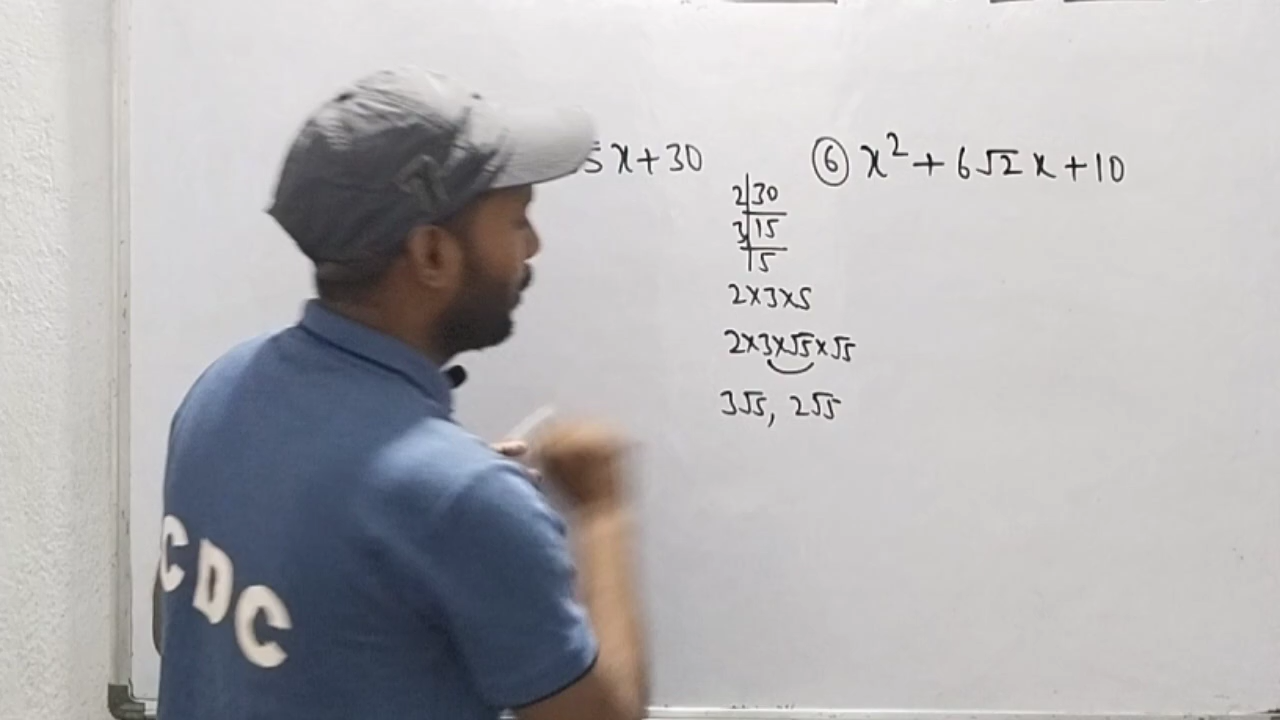 5x+30
⑥ x² + 6√2 x + 10
2|30
3|15
|5
2×3×5
2×3×√5×√5
3√5, 2√5
CDC